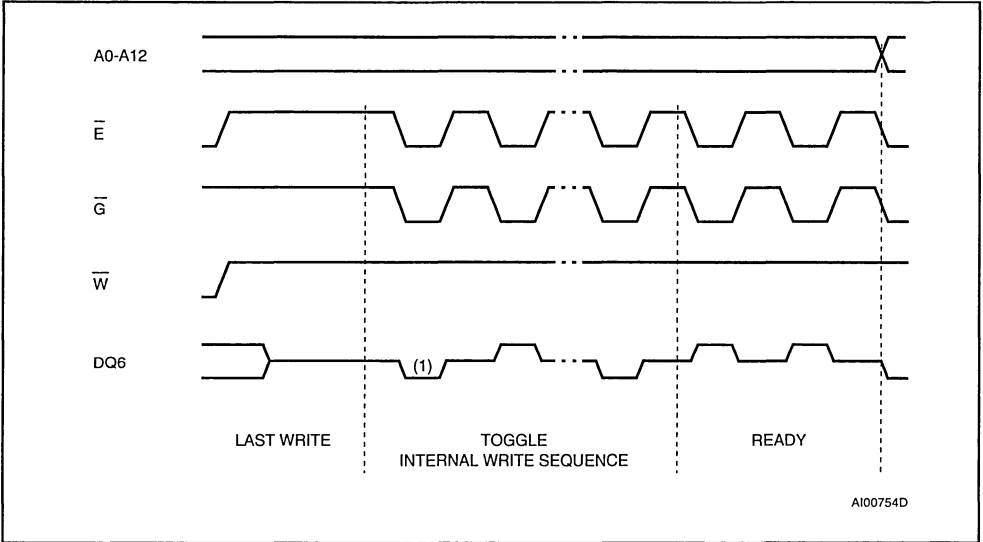 A0-A12
E̅
G̅
W̅
DQ6
(1)
LAST WRITE
TOGGLE
READY
INTERNAL WRITE SEQUENCE
AI00754D